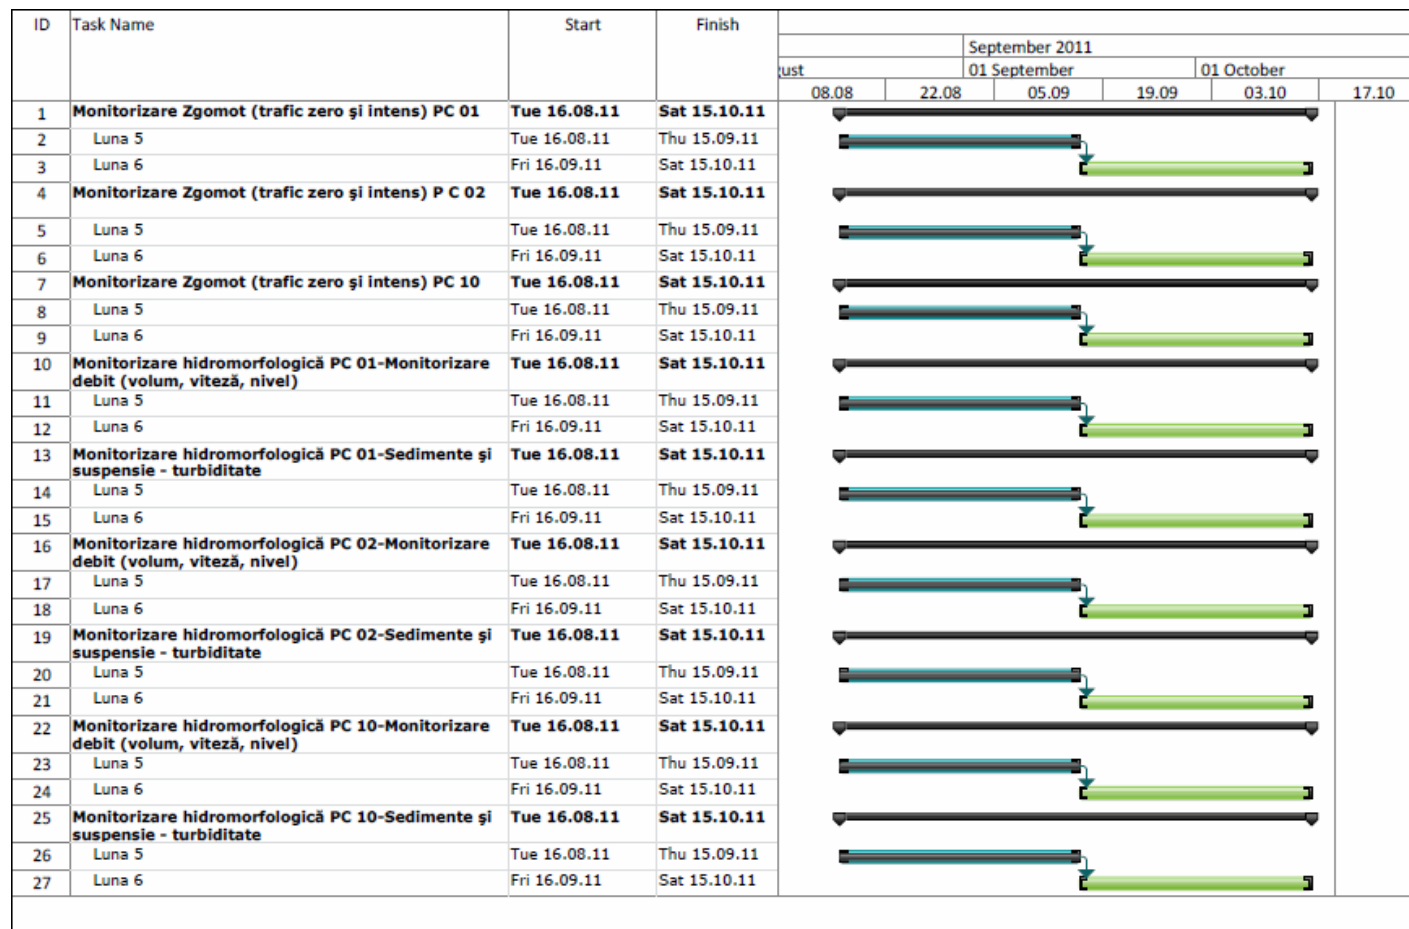 ID Task Name Start Finish
September 2011
ust 01 September 01 October
08.08 22.08 05.09 19.09 03.10 17.10
1 Monitorizare Zgomot (trafic zero şi intens) PC 01 Tue 16.08.11 Sat 15.10.11
2 Luna 5 Tue 16.08.11 Thu 15.09.11
3 Luna 6 Fri 16.09.11 Sat 15.10.11
4 Monitorizare Zgomot (trafic zero şi intens) P C 02 Tue 16.08.11 Sat 15.10.11
5 Luna 5 Tue 16.08.11 Thu 15.09.11
6 Luna 6 Fri 16.09.11 Sat 15.10.11
7 Monitorizare Zgomot (trafic zero şi intens) PC 10 Tue 16.08.11 Sat 15.10.11
8 Luna 5 Tue 16.08.11 Thu 15.09.11
9 Luna 6 Fri 16.09.11 Sat 15.10.11
10 Monitorizare hidromorfologică PC 01-Monitorizare Tue 16.08.11 Sat 15.10.11
debit (volum, viteză, nivel)
11 Luna 5 Tue 16.08.11 Thu 15.09.11
12 Luna 6 Fri 16.09.11 Sat 15.10.11
13 Monitorizare hidromorfologică PC 01-Sedimente şi Tue 16.08.11 Sat 15.10.11
suspensie - turbiditate
14 Luna 5 Tue 16.08.11 Thu 15.09.11
15 Luna 6 Fri 16.09.11 Sat 15.10.11
16 Monitorizare hidromorfologică PC 02-Monitorizare Tue 16.08.11 Sat 15.10.11
debit (volum, viteză, nivel)
17 Luna 5 Tue 16.08.11 Thu 15.09.11
18 Luna 6 Fri 16.09.11 Sat 15.10.11
19 Monitorizare hidromorfologică PC 02-Sedimente şi Tue 16.08.11 Sat 15.10.11
suspensie - turbiditate
20 Luna 5 Tue 16.08.11 Thu 15.09.11
21 Luna 6 Fri 16.09.11 Sat 15.10.11
22 Monitorizare hidromorfologică PC 10-Monitorizare Tue 16.08.11 Sat 15.10.11
debit (volum, viteză, nivel)
23 Luna 5 Tue 16.08.11 Thu 15.09.11
24 Luna 6 Fri 16.09.11 Sat 15.10.11
25 Monitorizare hidromorfologică PC 10-Sedimente şi Tue 16.08.11 Sat 15.10.11
suspensie - turbiditate
26 Luna 5 Tue 16.08.11 Thu 15.09.11
27 Luna 6 Fri 16.09.11 Sat 15.10.11